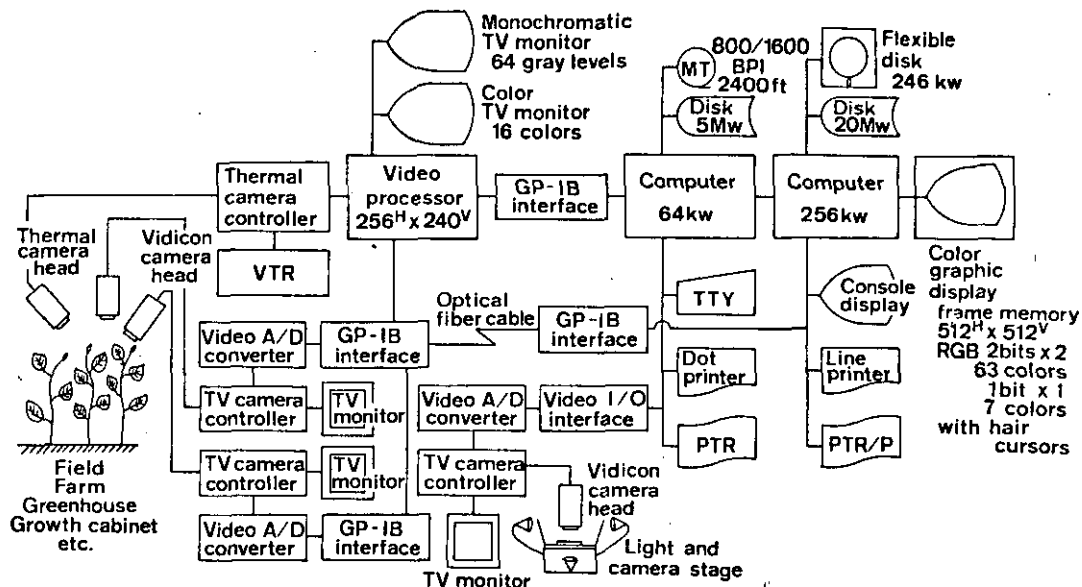 Monochromatic
TV monitor
64 gray levels
Color
TV monitor
16 colors
800/1600
BPI
2400ft
MT
Disk
5Mw
Flexible
disk
246 kw
Disk
20Mw
Thermal
camera
controller
Video
processor
256H x 240V
GP-IB
interface
Computer
64kw
Computer
256kw
Color
graphic
display
frame memory
512H x 512V
RGB 2bits x 2
63 colors
1bit x 1
7 colors
with hair
cursors
Thermal
camera
head
Vidicon
camera
head
VTR
Optical
fiber cable
GP-IB
interface
TTY
Console
display
Video A/D
converter
GP-IB
interface
Dot
printer
Line
printer
TV camera
controller
TV
monitor
Video A/D
converter
Video I/O
interface
PTR
PTR/P
TV camera
controller
TV
monitor
TV camera
controller
Vidicon
camera
head
Field
Farm
Greenhouse
Growth cabinet
etc.
Video A/D
converter
GP-IB
interface
TV monitor
Light and
camera stage